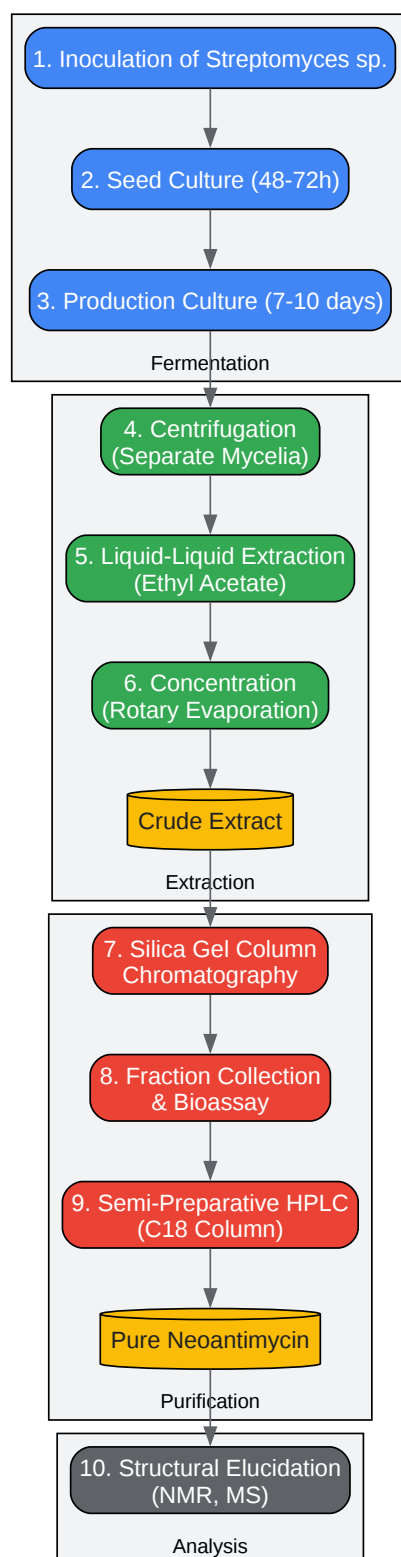 1. Inoculation of Streptomyces sp.
2. Seed Culture (48-72h)
3. Production Culture (7-10 days)
Fermentation
4. Centrifugation
(Separate Mycelia)
5. Liquid-Liquid Extraction
(Ethyl Acetate)
6. Concentration
(Rotary Evaporation)
Crude Extract
Extraction
7. Silica Gel Column
Chromatography
8. Fraction Collection
& Bioassay
9. Semi-Preparative HPLC
(C18 Column)
Pure Neoantimycin
Purification
10. Structural Elucidation
(NMR, MS)
Analysis